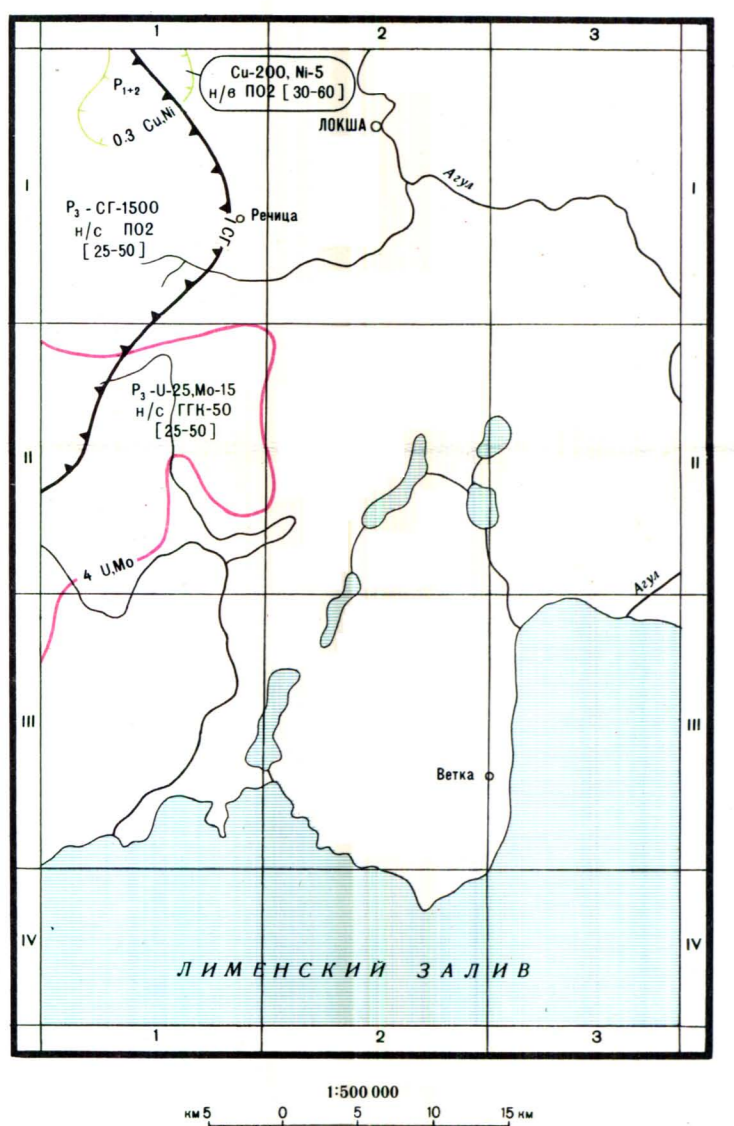 1 2 3
P₁₊₂
Cu-200, Ni-5
н/в ПО2 [30-60]
0.3 Cu,Ni
ЛОКША
Агул
I I
P₃ - СГ-1500
н/с ПО2
[25-50]
1 СГ
Речица
P₃ -U-25,Mo-15
н/с ГГК-50
[25-50]
II II
4 U,Mo
Агул
III III
Ветка
IV IV
ЛИМЕНСКИЙ ЗАЛИВ
1 2 3
1:500 000
км 5 0 5 10 15 км